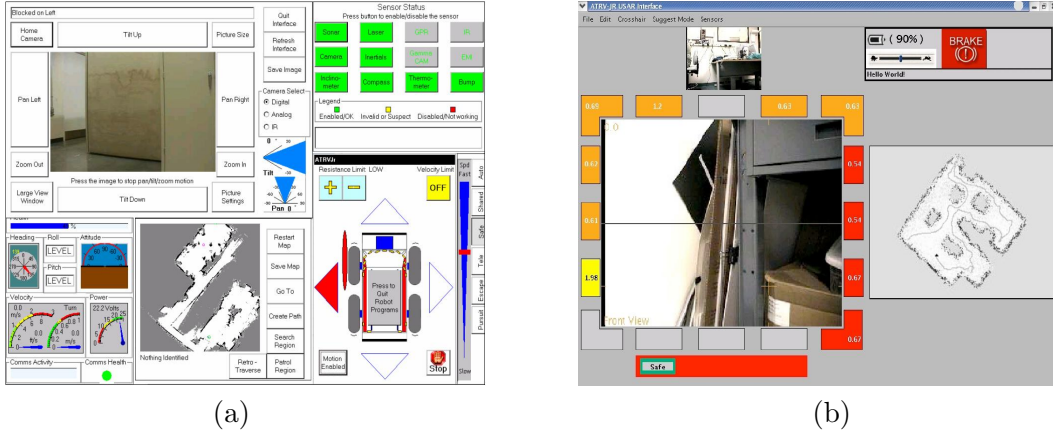 Blocked on Left
Home Camera
Tilt Up
Picture Size
Quit Interface
Refresh Interface
Save Image
Pan Left
Pan Right
Camera Select
Digital
Analog
IR
Zoom Out
Zoom In
Tilt
Press the image to stop pan/tilt/zoom motion
Large View Window
Tilt Down
Picture Settings
Pan 0°
Sensor Status
Press button to enable/disable the sensor
Sonar
Laser
GPR
IR
Camera
Inertials
Gamma CAM
EMI
Inclino-meter
Compass
Thermo-meter
Bump
Legend
Enabled/OK
Invalid or Suspect
Disabled/Not working
Health
%
Heading
Roll
LEVEL
Pitch
LEVEL
Attitude
Velocity
0.0 m/s
Turn
Power
22.2 Volts
Comms Activity
Comms Health
Restart Map
Save Map
Go To
Create Path
Search Region
Nothing Identified
Retro-Traverse
Patrol Region
ATRVJr
Resistance Limit: LOW
Velocity Limit
OFF
Press to Quit Robot Programs
Motion Enabled
Stop
Spd
Fast
Slow
Auto
Shared
Safe
Tele
Escape
Pursuit
(a)
ATRV-JR USAR Interface
File Edit Crosshair Suggest Mode Sensors
(90%)
BRAKE
Hello World!
0.69
1.2
0.63
0.63
0.62
0.54
0.61
0.54
1.98
0.67
0.67
Front View
Safe
(b)